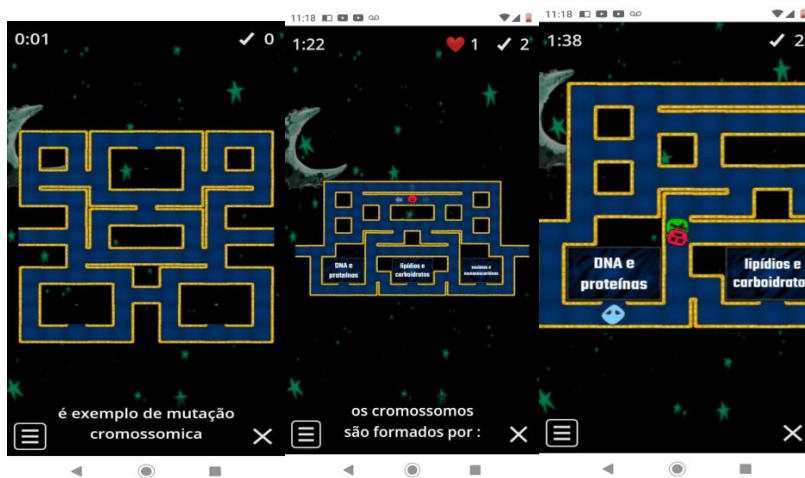 0:01
0
é exemplo de mutação
cromossomica
11:18
1:22
1
2
DNA e
proteínas
lipídios e
carboidratos
os cromossomos
são formados por :
11:18
1:38
2
DNA e
proteínas
lipídios e
carboidrato